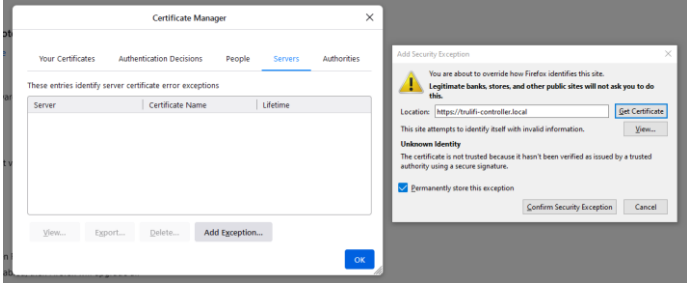 Certificate Manager
Your Certificates
Authentication Decisions
People
Servers
Authorities
These entries identify server certificate error exceptions
Server
Certificate Name
Lifetime
View...
Export...
Delete...
Add Exception...
OK
Add Security Exception
You are about to override how Firefox identifies this site.
Legitimate banks, stores, and other public sites will not ask you to do
this.
Location:
https://trulifi-controller.local
Get Certificate
This site attempts to identify itself with invalid information.
View...
Unknown Identity
The certificate is not trusted because it hasn't been verified as issued by a trusted
authority using a secure signature.
Permanently store this exception
Confirm Security Exception
Cancel